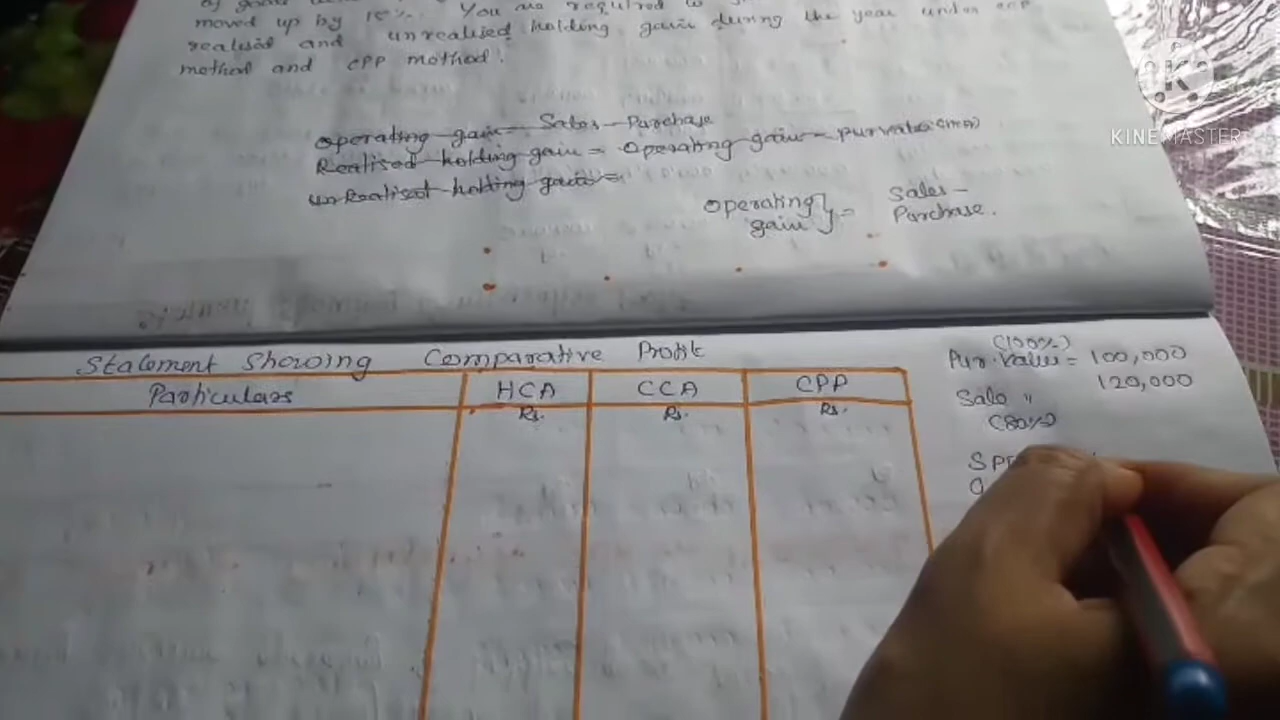 moved up by 10%. You are required to
realised and unrealised holding gain during the year under CCP
method and CPP method.
Operating gain = Sales - Purchase
Realised holding gain = Operating gain -
unrealised holding gain =
Operating gain } = Sales - Purchase.
Statement Showing Comparative Profit
Particulars HCA CCA CPP
Rs. Rs. Rs.
(100%)
Pur. Value = 100,000
Sale " 120,000
(80%)
KINEMASTER